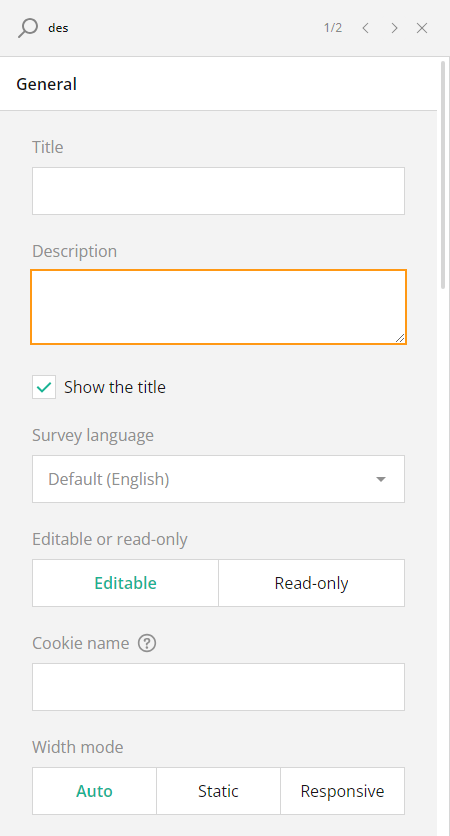 des 1/2
General
Title
Description
Show the title
Survey language
Default (English)
Editable or read-only
Editable Read-only
Cookie name ?
Width mode
Auto Static Responsive